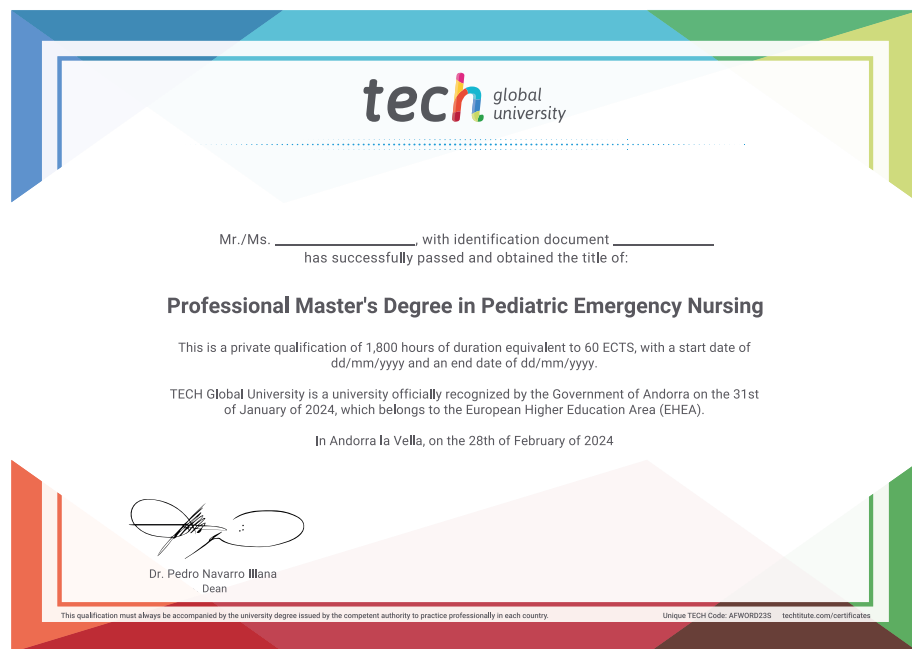 tech global
university
Mr./Ms. ____________________, with identification document ______________
has successfully passed and obtained the title of:
Professional Master's Degree in Pediatric Emergency Nursing
This is a private qualification of 1,800 hours of duration equivalent to 60 ECTS, with a start date of
dd/mm/yyyy and an end date of dd/mm/yyyy.
TECH Global University is a university officially recognized by the Government of Andorra on the 31st
of January of 2024, which belongs to the European Higher Education Area (EHEA).
In Andorra la Vella, on the 28th of February of 2024
Dr. Pedro Navarro Illana
Dean
This qualification must always be accompanied by the university degree issued by the competent authority to practice professionally in each country.
Unique TECH Code: AFWORD23S techtitute.com/certificates